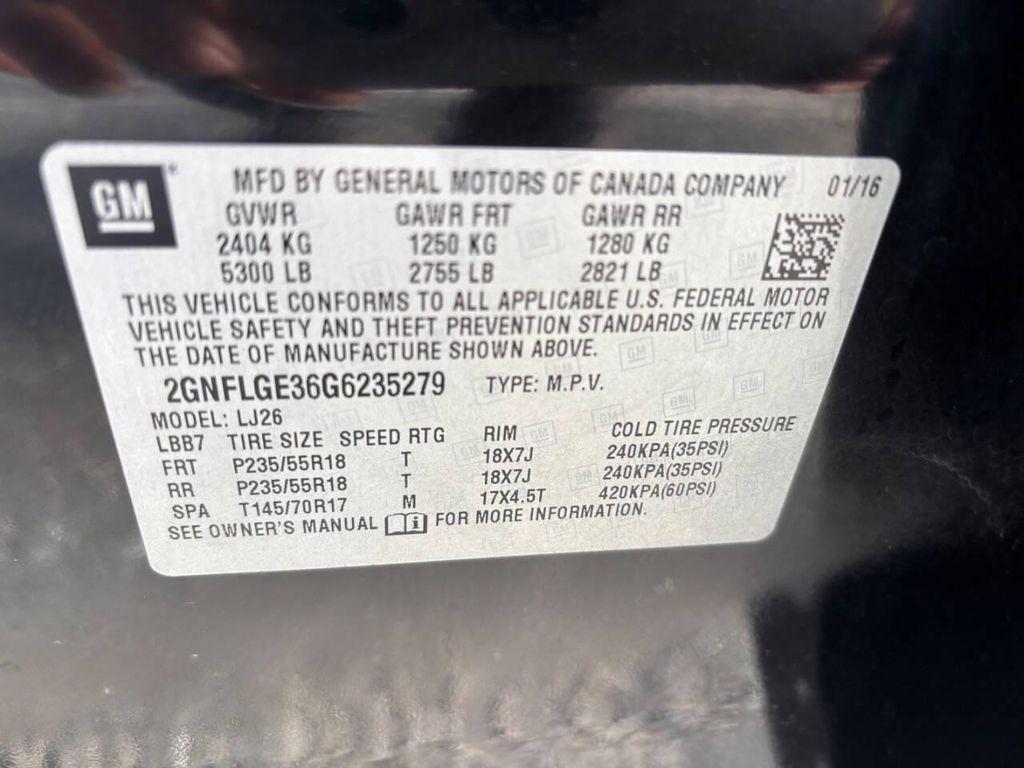 GM ® MFD BY GENERAL MOTORS OF CANADA COMPANY 01/16
GVWR GAWR FRT GAWR RR
2404 KG 1250 KG 1280 KG
5300 LB 2755 LB 2821 LB
THIS VEHICLE CONFORMS TO ALL APPLICABLE U.S. FEDERAL MOTOR
VEHICLE SAFETY AND THEFT PREVENTION STANDARDS IN EFFECT ON
THE DATE OF MANUFACTURE SHOWN ABOVE.
2GNFLGE36G6235279 TYPE: M.P.V.
MODEL: LJ26
LBB7 TIRE SIZE SPEED RTG RIM COLD TIRE PRESSURE
FRT P235/55R18 T 18X7J 240KPA(35PSI)
RR P235/55R18 T 18X7J 240KPA(35PSI)
SPA T145/70R17 M 17X4.5T 420KPA(60PSI)
SEE OWNER'S MANUAL i FOR MORE INFORMATION.